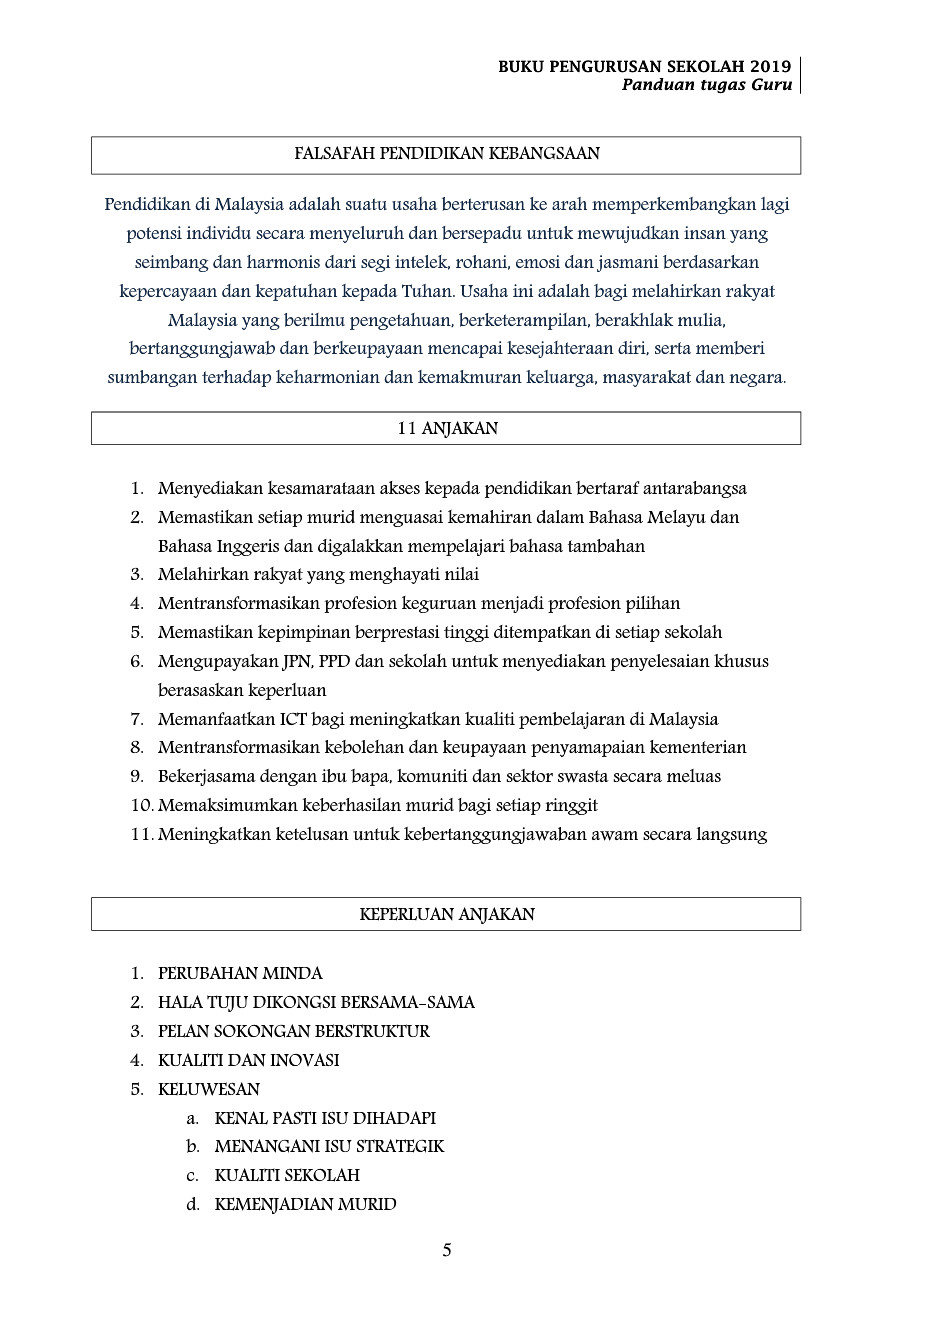 BUKU PENGURUSAN SEKOLAH 2019
Panduan tugas Guru
FALSAFAH PENDIDIKAN KEBANGSAAN
Pendidikan di Malaysia adalah suatu usaha berterusan ke arah memperkembangkan lagi
potensi individu secara menyeluruh dan bersepadu untuk mewujudkan insan yang
seimbang dan harmonis dari segi intelek, rohani, emosi dan jasmani berdasarkan
kepercayaan dan kepatuhan kepada Tuhan. Usaha ini adalah bagi melahirkan rakyat
Malaysia yang berilmu pengetahuan, berketerampilan, berakhlak mulia,
bertanggungjawab dan berkeupayaan mencapai kesejahteraan diri, serta memberi
sumbangan terhadap keharmonian dan kemakmuran keluarga, masyarakat dan negara.
11 ANJAKAN
1. Menyediakan kesamarataan akses kepada pendidikan bertaraf antarabangsa
2. Memastikan setiap murid menguasai kemahiran dalam Bahasa Melayu dan
Bahasa Inggeris dan digalakkan mempelajari bahasa tambahan
3. Melahirkan rakyat yang menghayati nilai
4. Mentransformasikan profesion keguruan menjadi profesion pilihan
5. Memastikan kepimpinan berprestasi tinggi ditempatkan di setiap sekolah
6. Mengupayakan JPN, PPD dan sekolah untuk menyediakan penyelesaian khusus
berasaskan keperluan
7. Memanfaatkan ICT bagi meningkatkan kualiti pembelajaran di Malaysia
8. Mentransformasikan kebolehan dan keupayaan penyamapaian kementerian
9. Bekerjasama dengan ibu bapa, komuniti dan sektor swasta secara meluas
10. Memaksimumkan keberhasilan murid bagi setiap ringgit
11. Meningkatkan ketelusan untuk kebertanggungjawaban awam secara langsung
KEPERLUAN ANJAKAN
1. PERUBAHAN MINDA
2. HALA TUJU DIKONGSI BERSAMA-SAMA
3. PELAN SOKONGAN BERSTRUKTUR
4. KUALITI DAN INOVASI
5. KELUWESAN
a. KENAL PASTI ISU DIHADAPI
b. MENANGANI ISU STRATEGIK
c. KUALITI SEKOLAH
d. KEMENJADIAN MURID
5